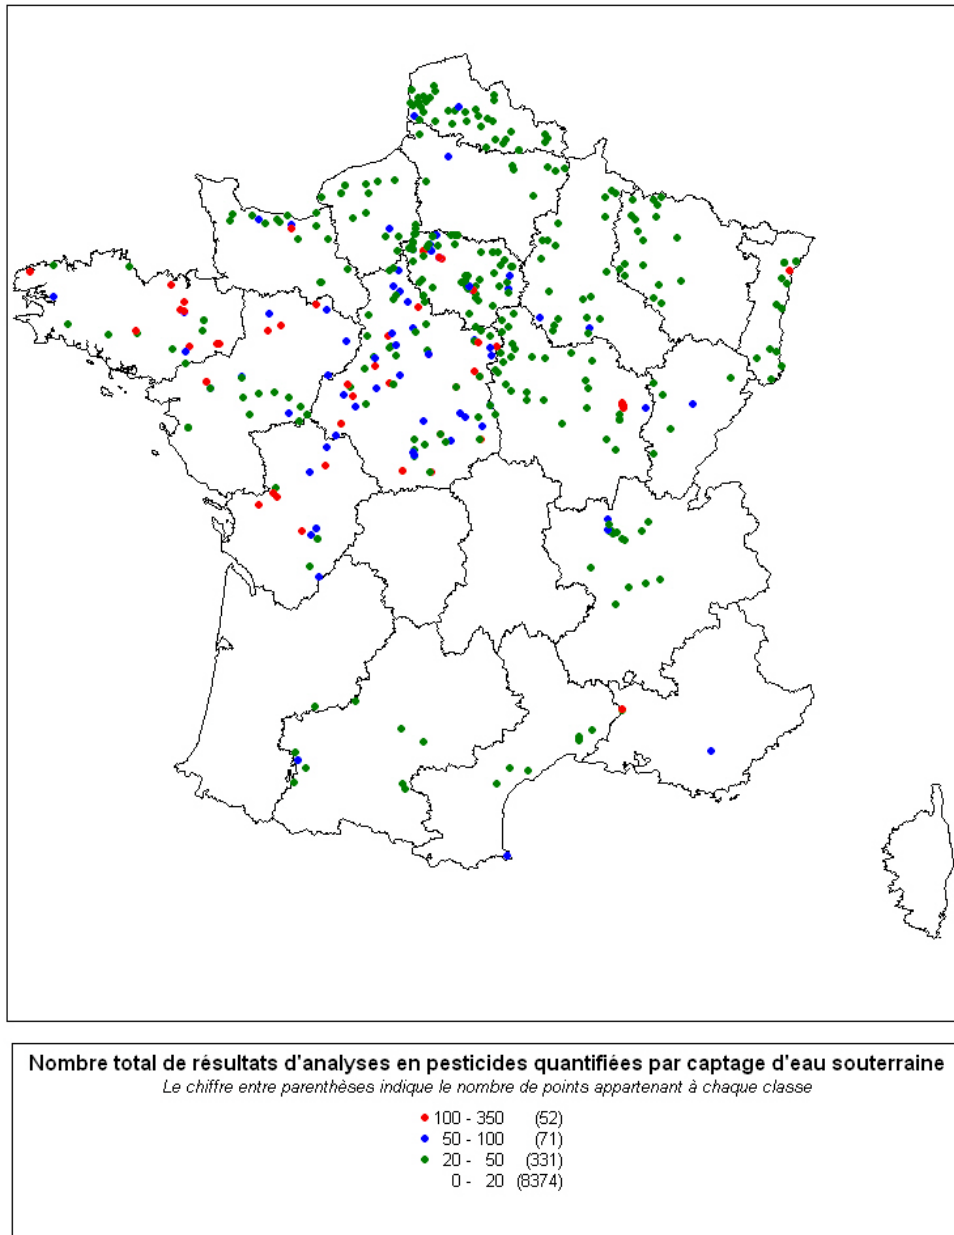 Nombre total de résultats d'analyses en pesticides quantifiées par captage d'eau souterraine
Le chiffre entre parenthèses indique le nombre de points appartenant à chaque classe
100 - 350 (52)
50 - 100 (71)
20 - 50 (331)
0 - 20 (8374)